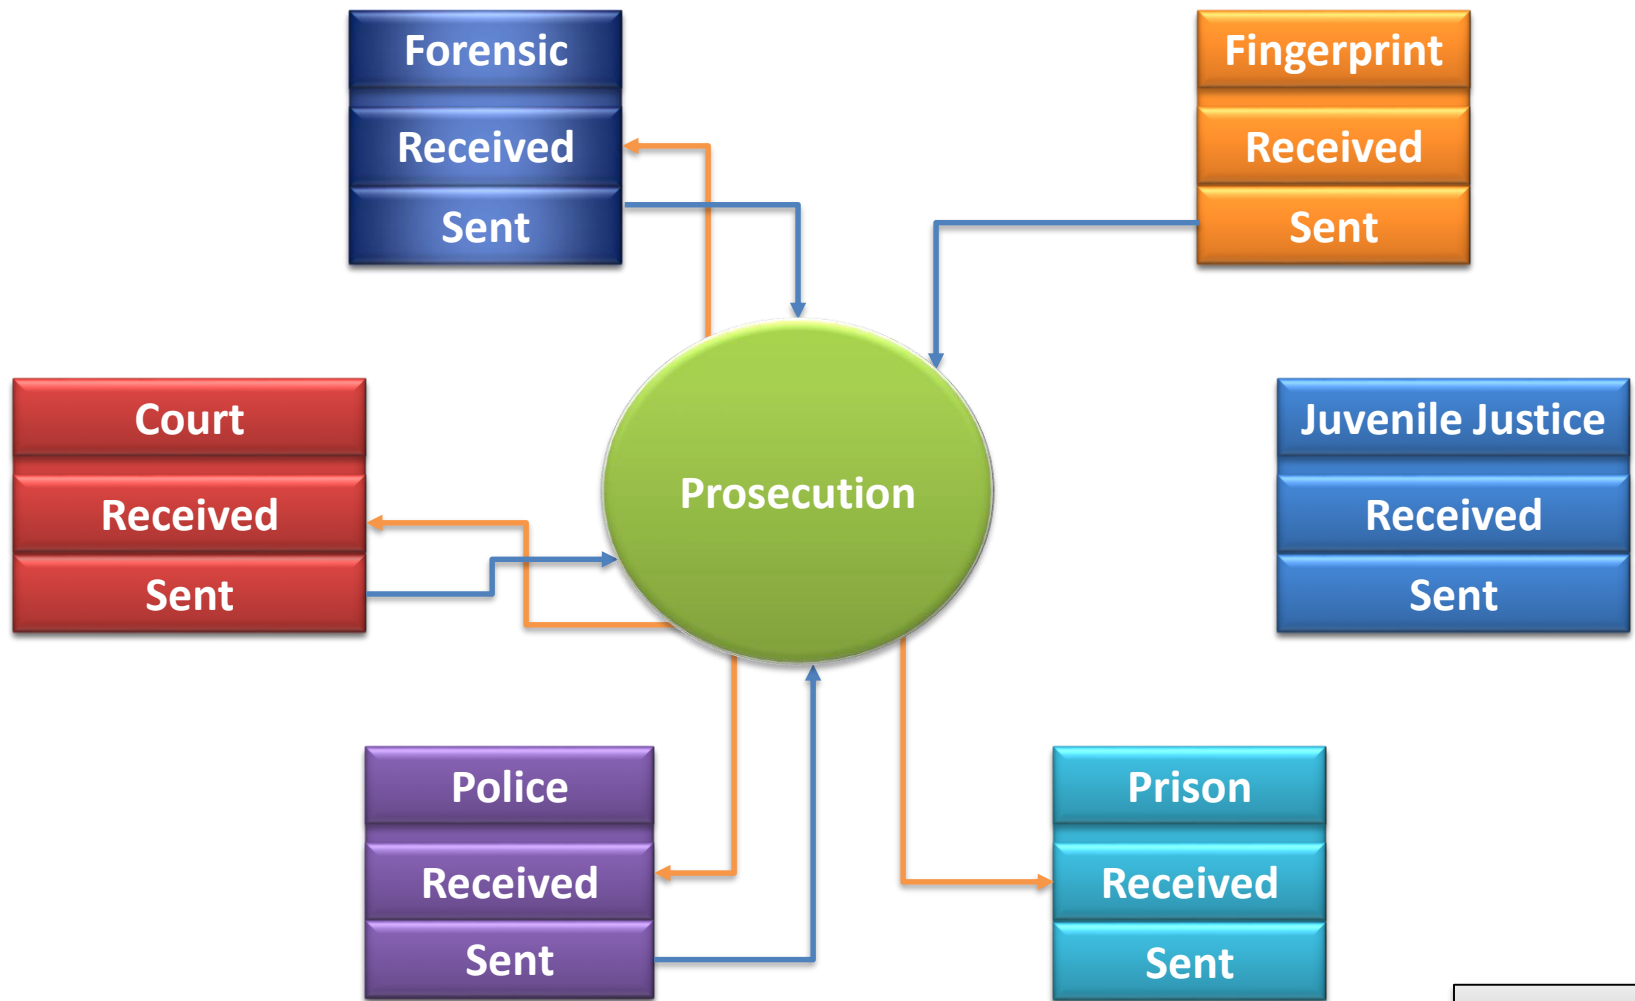 Forensic
Received
Sent
Fingerprint
Received
Sent
Court
Received
Sent
Prosecution
Juvenile Justice
Received
Sent
Police
Received
Sent
Prison
Received
Sent